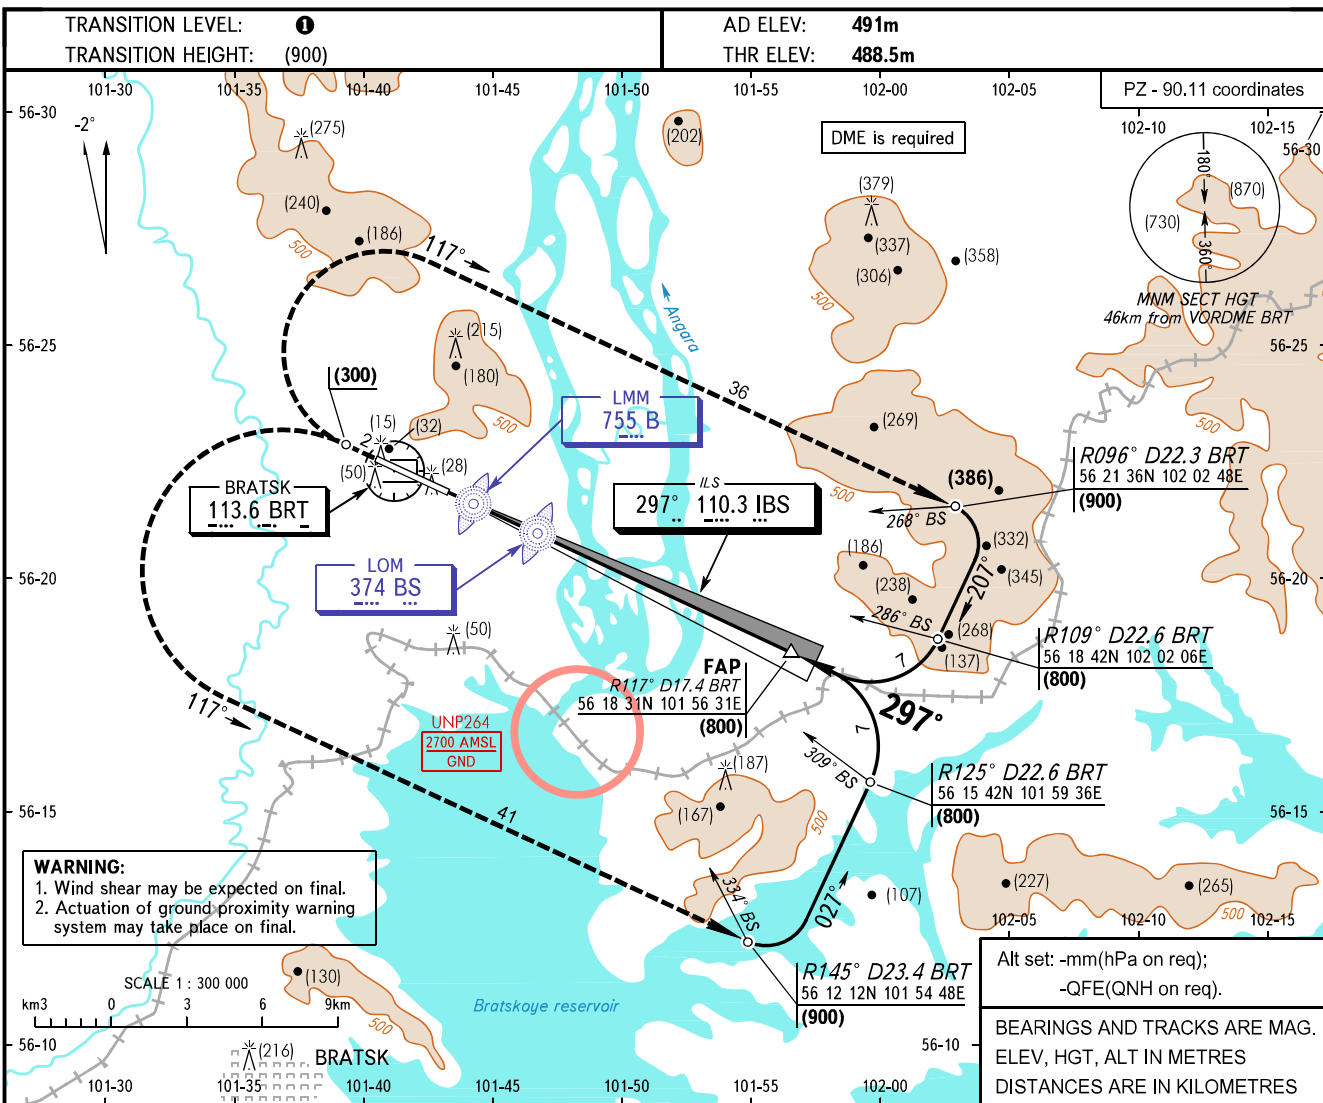 TRANSITION LEVEL: ❶
TRANSITION HEIGHT: (900)
AD ELEV: 491m
THR ELEV: 488.5m
101-30 101-35 101-40 101-45 101-50 101-55 102-00 102-05
PZ - 90.11 coordinates
102-10 102-15
56-30
56-30
-2°
(275)
(202)
DME is required
180°
(870)
(730)
360°
MNM SECT HGT
46km from VORDME BRT
(240)
(186)
500
117°
(379)
(337)
(306)
(358)
500
Angara
56-25
56-25
(215)
(180)
500
(300)
36
LMM
755 B
(15)
(32)
2
(50)
(28)
BRATSK
113.6 BRT
ILS
297° 110.3 IBS
(269)
500
(386)
268° BS
R096° D22.3 BRT
56 21 36N 102 02 48E
(900)
LOM
374 BS
(332)
(345)
(186)
(238)
207°
286° BS
(268)
(137)
56-20
56-20
R109° D22.6 BRT
56 18 42N 102 02 06E
(800)
(50)
FAP
R117° D17.4 BRT
56 18 31N 101 56 31E
(800)
7
297°
7
117°
UNP264
2700 AMSL
GND
309° BS
R125° D22.6 BRT
56 15 42N 101 59 36E
(800)
(187)
(167)
500
41
56-15
56-15
WARNING:
1. Wind shear may be expected on final.
2. Actuation of ground proximity warning
system may take place on final.
334° BS
027°
(107)
(227)
(265)
500
102-05 102-10 102-15
R145° D23.4 BRT
56 12 12N 101 54 48E
(900)
(130)
500
SCALE 1 : 300 000
km3 0 3 6 9km
Bratskoye reservoir
Alt set: -mm(hPa on req);
-QFE(QNH on req).
56-10
56-10
(216)
BRATSK
BEARINGS AND TRACKS ARE MAG.
ELEV, HGT, ALT IN METRES
DISTANCES ARE IN KILOMETRES
101-30 101-35 101-40 101-45 101-50 101-55 102-00